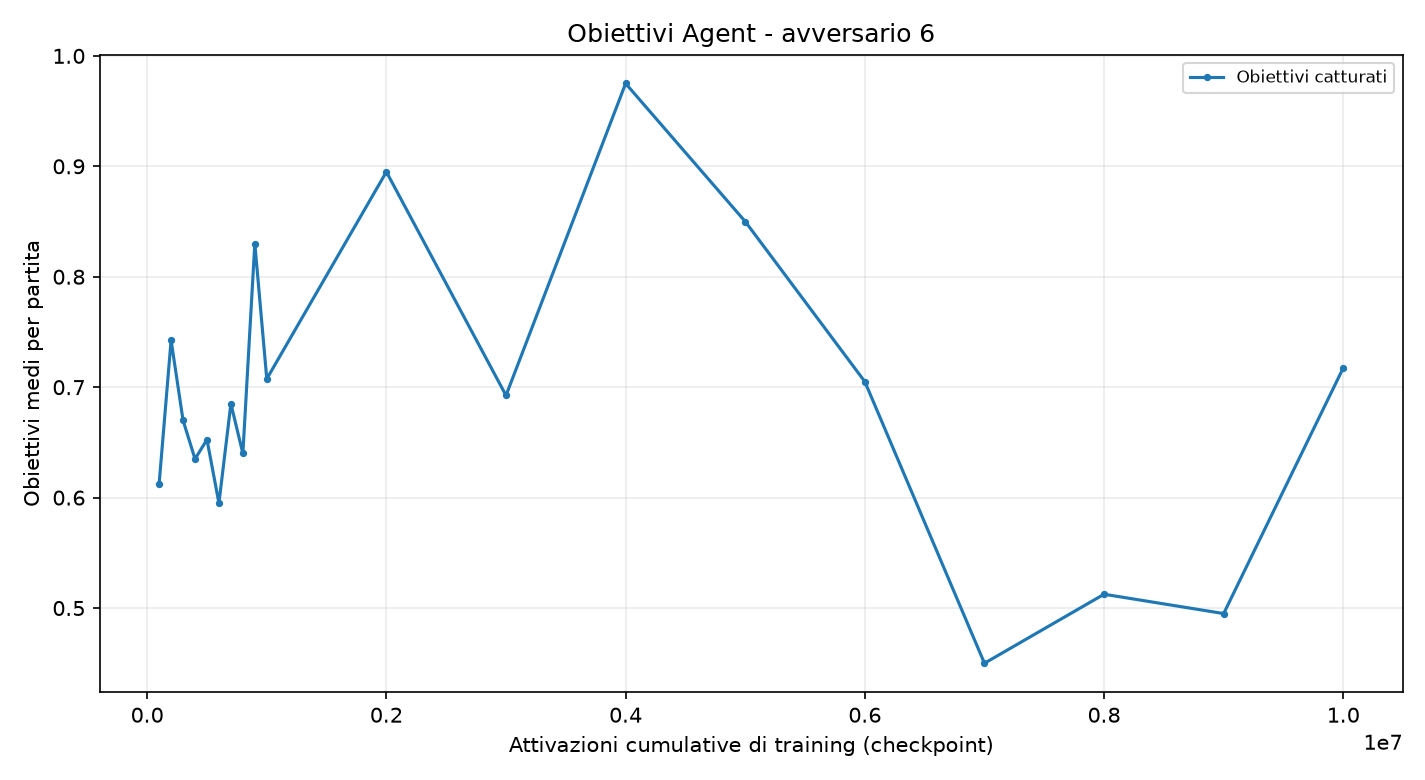 Obiettivi Agent - avversario 6
Obiettivi catturati
Obiettivi medi per partita
1.0
0.9
0.8
0.7
0.6
0.5
0.0 0.2 0.4 0.6 0.8 1.0
1e7
Attivazioni cumulative di training (checkpoint)